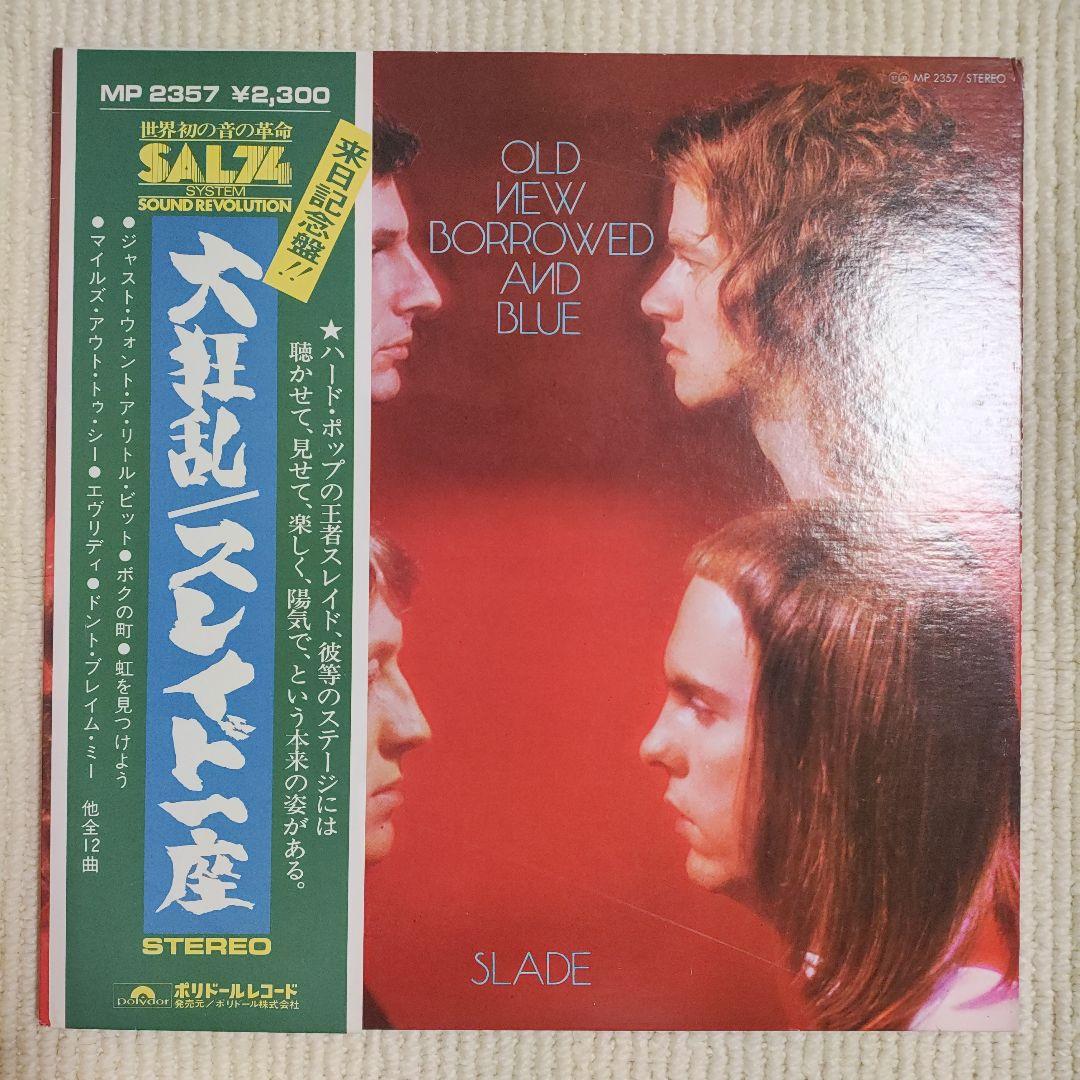 MP 2357 ¥2,300
世界初の音の革命
SAL74
SYSTEM
SOUND REVOLUTION
来日記念盤!!
大狂乱/スレイド一座
★ハード・ポップの王者スレイド、彼等のステージには
聴かせて、見せて、楽しく、陽気で、という本来の姿がある。
●ジャスト・ウォント・ア・リトル・ビット●ボクの町●虹を見つけよう
●マイルズ・アウト・トゥ・シー●エヴリディ●ドント・ブレイム・ミー 他全12曲
STEREO
polydor
ポリドールレコード
発売元/ポリドール株式会社
MP 2357/STEREO
OLD
NEW
BORROWED
AND
BLUE
SLADE